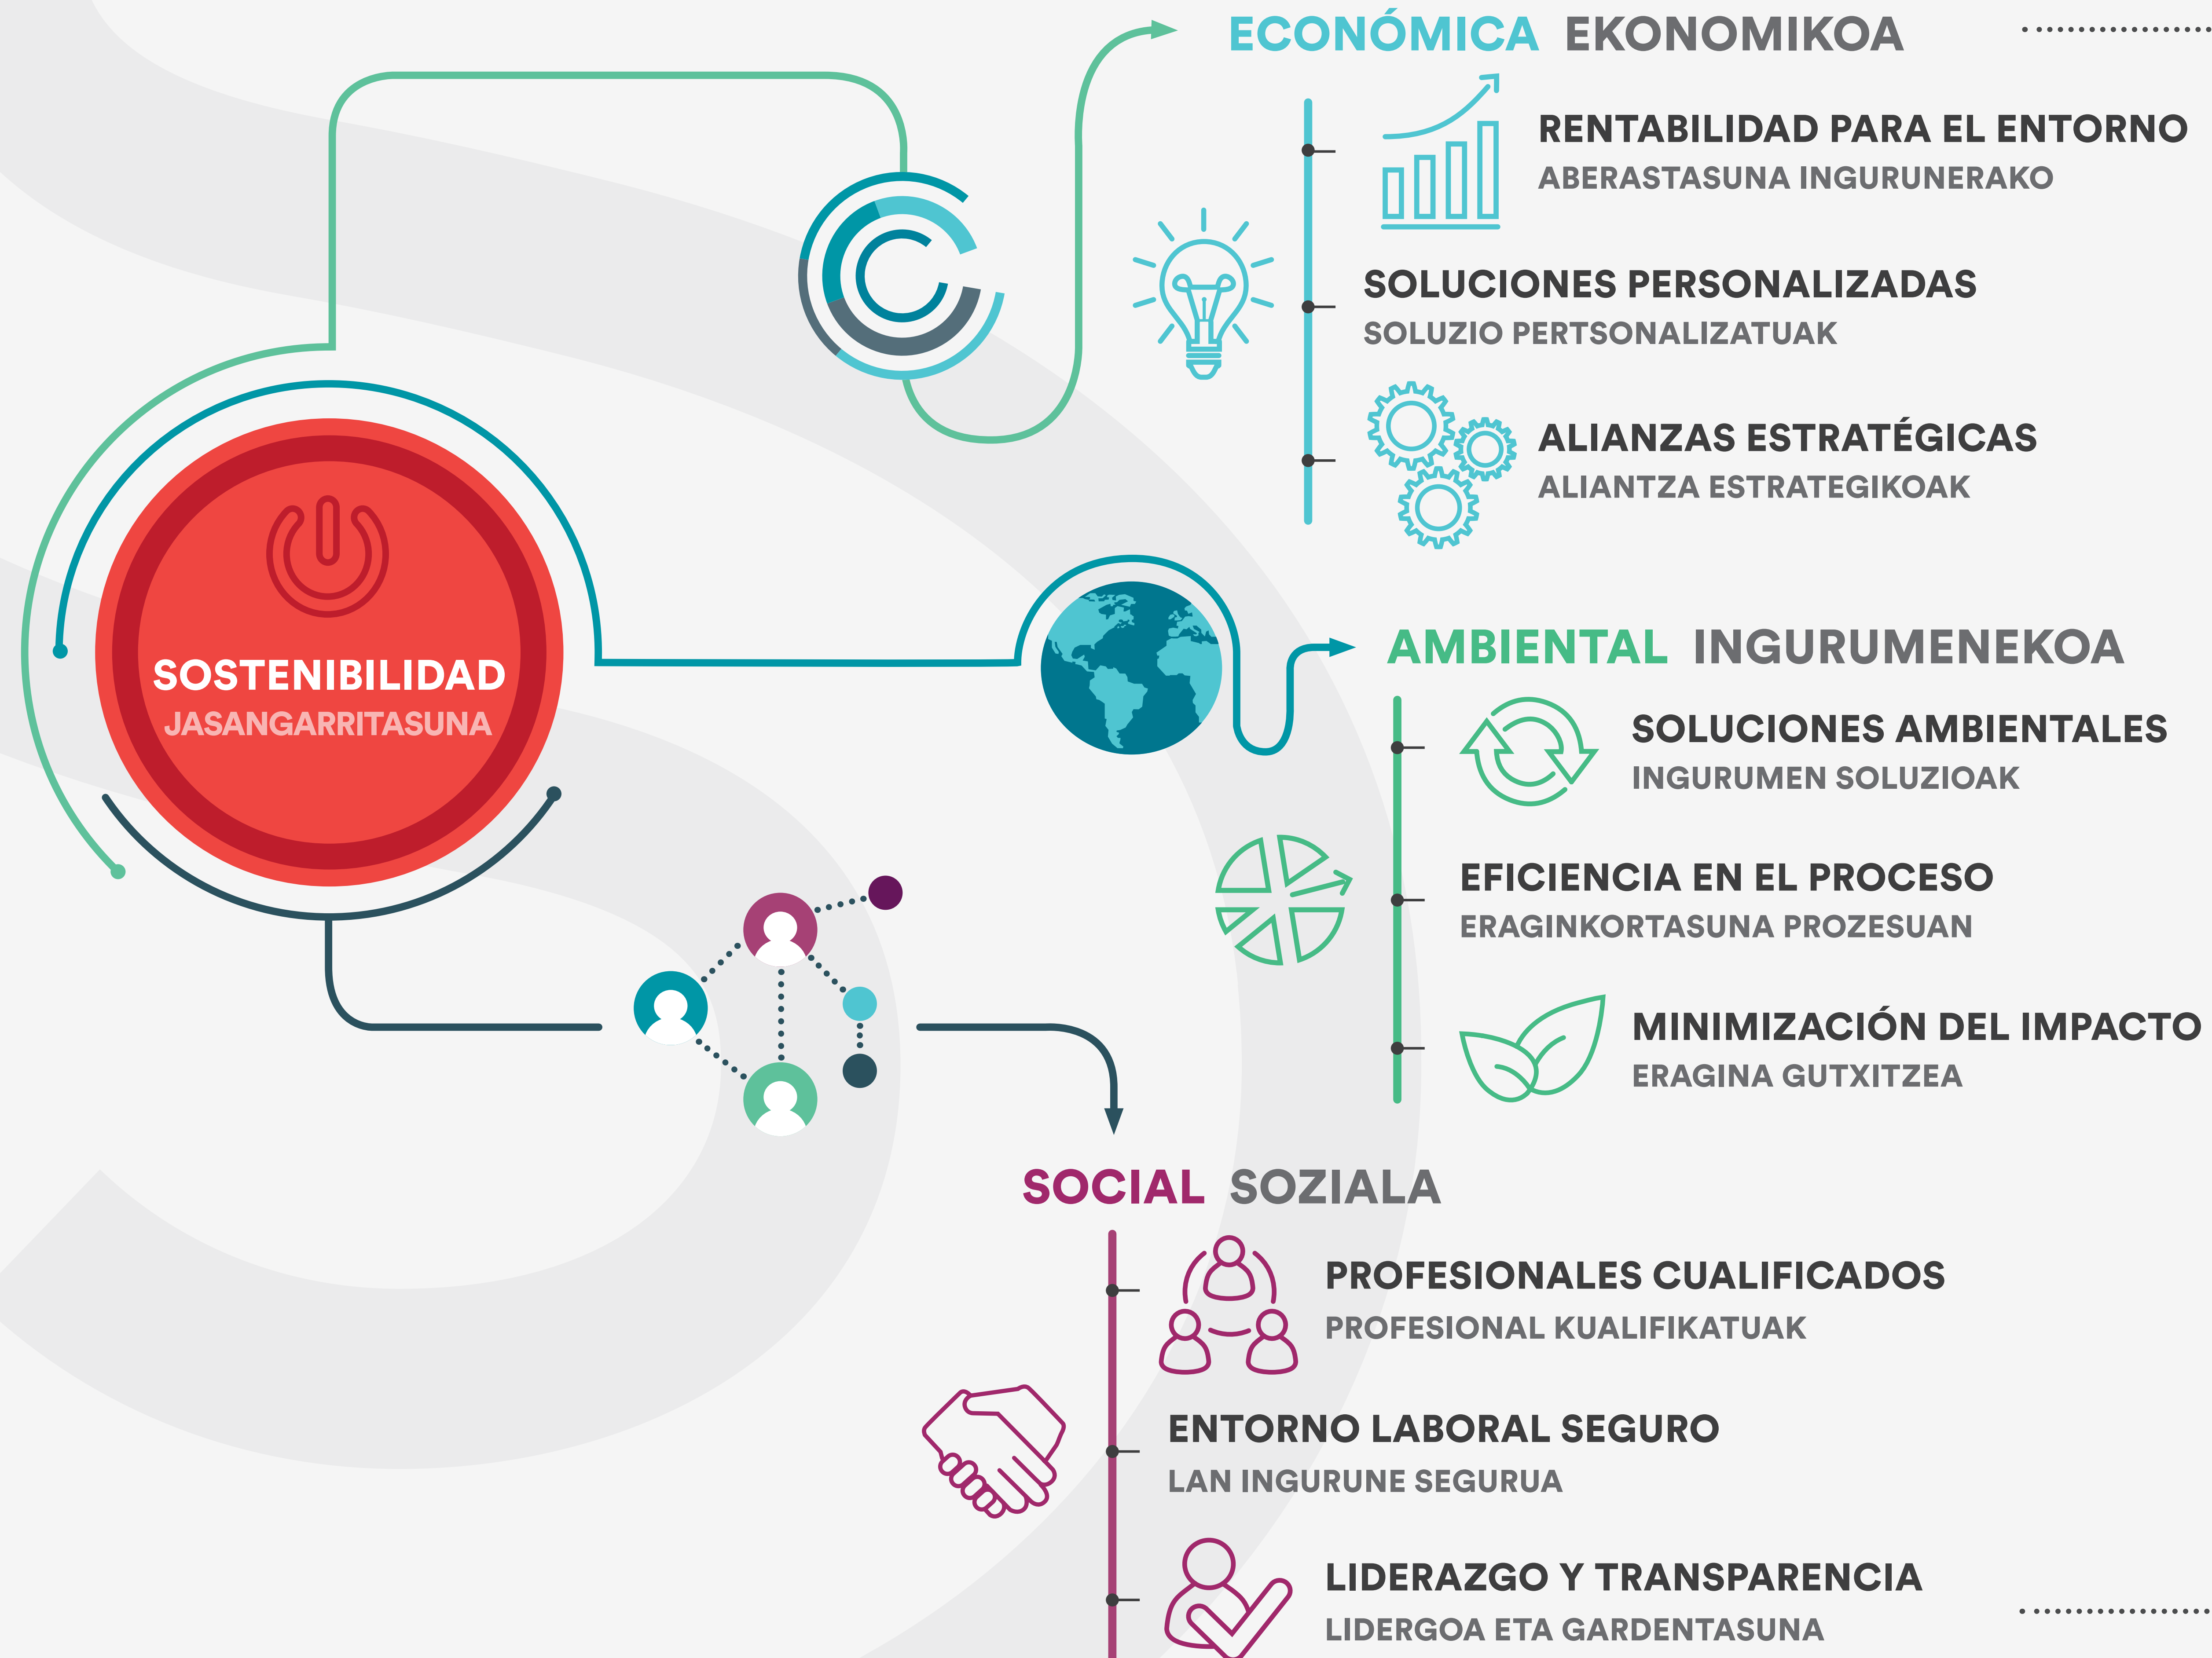 ECONÓMICA EKONOMIKOA
RENTABILIDAD PARA EL ENTORNO
ABERASTASUNA INGURUNERAKO
SOLUCIONES PERSONALIZADAS
SOLUZIO PERTSONALIZATUAK
ALIANZAS ESTRATÉGICAS
ALIANTZA ESTRATEGIKOAK
SOSTENIBILIDAD
JASANGARRITASUNA
AMBIENTAL INGURUMENEKOA
SOLUCIONES AMBIENTALES
INGURUMEN SOLUZIOAK
EFICIENCIA EN EL PROCESO
ERAGINKORTASUNA PROZESUAN
MINIMIZACIÓN DEL IMPACTO
ERAGINA GUTXITZEA
SOCIAL SOZIALA
PROFESIONALES CUALIFICADOS
PROFESIONAL KUALIFIKATUAK
ENTORNO LABORAL SEGURO
LAN INGURUNE SEGURUA
LIDERAZGO Y TRANSPARENCIA
LIDERGOA ETA GARDENTASUNA